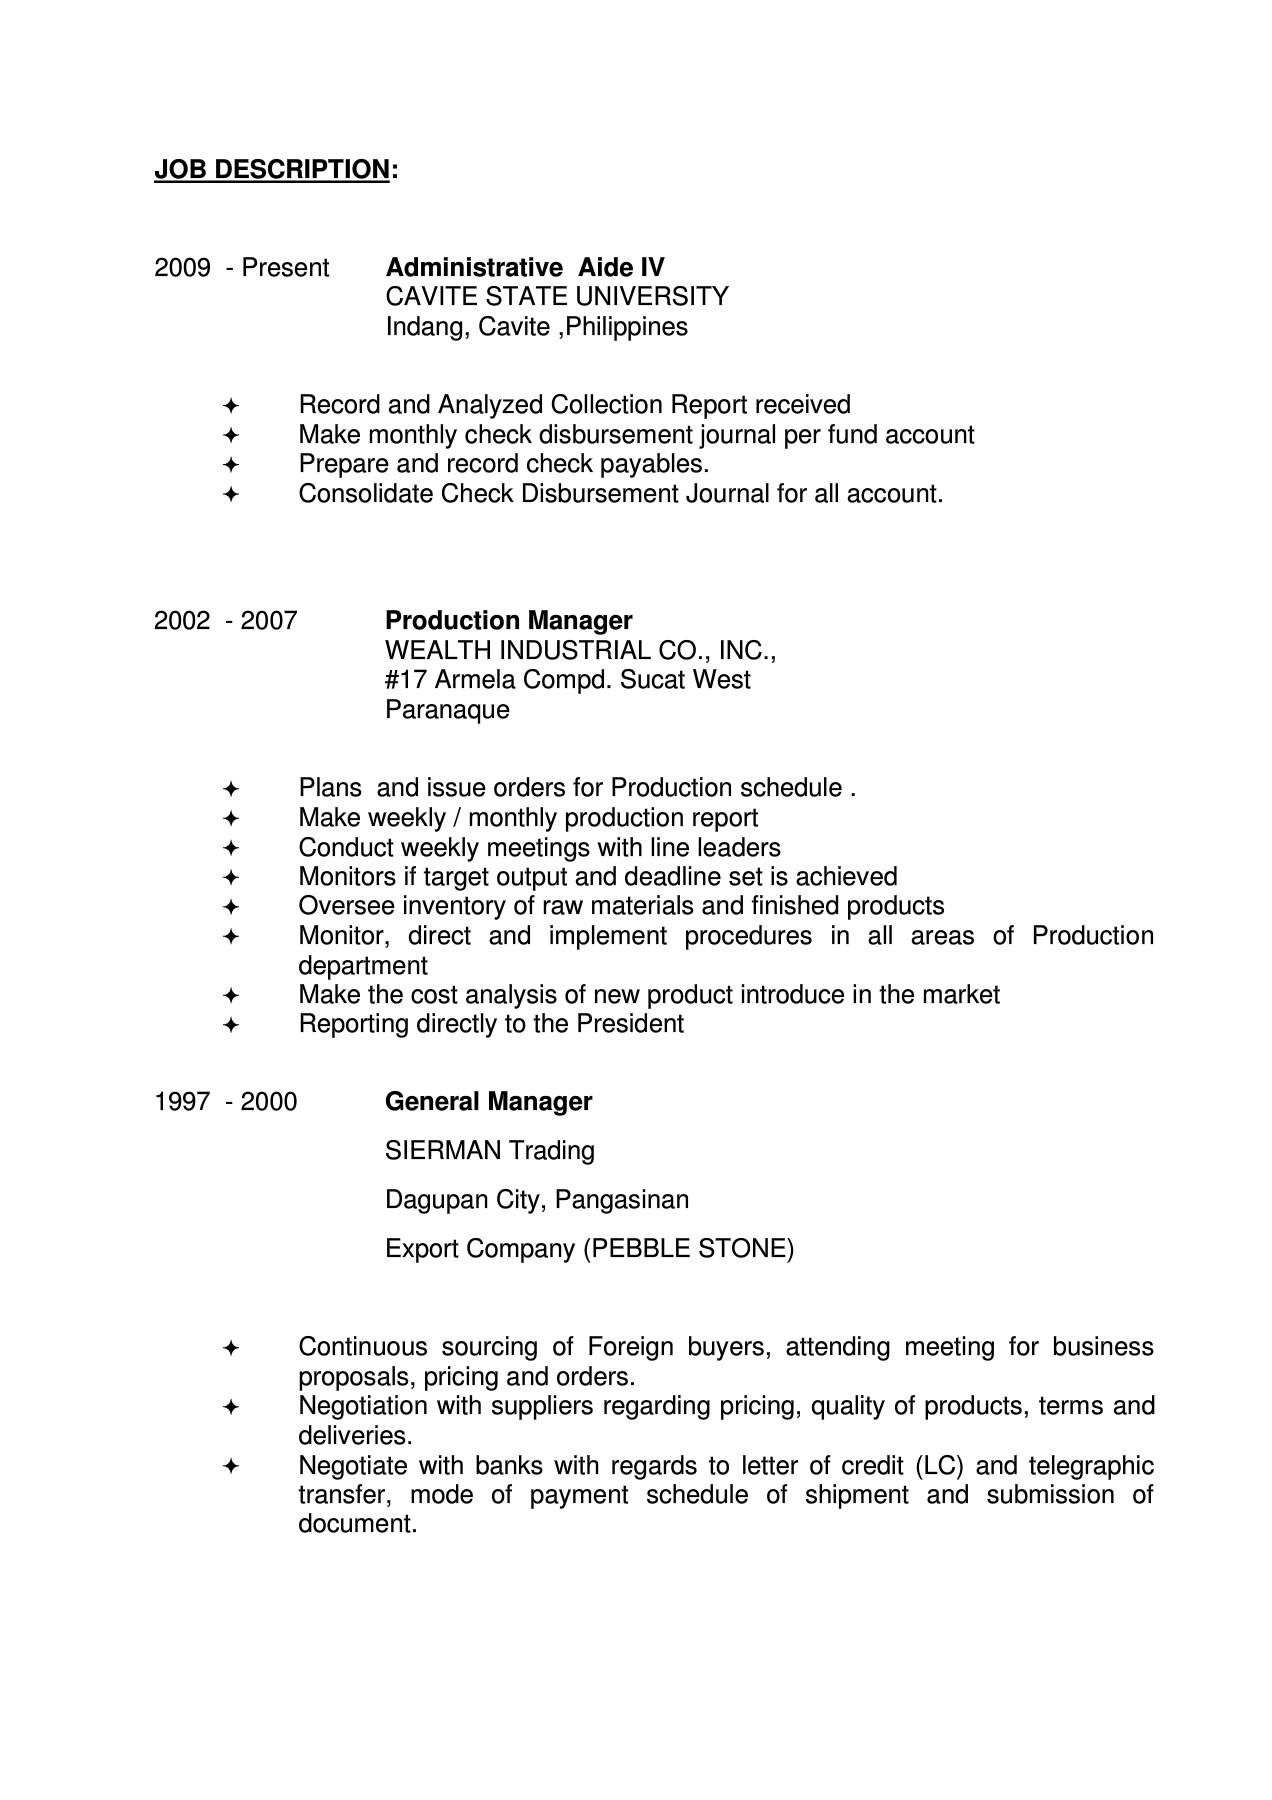 JOB DESCRIPTION:
2009 - Present Administrative Aide IV
CAVITE STATE UNIVERSITY
Indang, Cavite ,Philippines
✦ Record and Analyzed Collection Report received
✦ Make monthly check disbursement journal per fund account
✦ Prepare and record check payables.
✦ Consolidate Check Disbursement Journal for all account.
2002 - 2007 Production Manager
WEALTH INDUSTRIAL CO., INC.,
#17 Armela Compd. Sucat West
Paranaque
✦ Plans and issue orders for Production schedule .
✦ Make weekly / monthly production report
✦ Conduct weekly meetings with line leaders
✦ Monitors if target output and deadline set is achieved
✦ Oversee inventory of raw materials and finished products
✦ Monitor, direct and implement procedures in all areas of Production
department
✦ Make the cost analysis of new product introduce in the market
✦ Reporting directly to the President
1997 - 2000 General Manager
SIERMAN Trading
Dagupan City, Pangasinan
Export Company (PEBBLE STONE)
✦ Continuous sourcing of Foreign buyers, attending meeting for business
proposals, pricing and orders.
✦ Negotiation with suppliers regarding pricing, quality of products, terms and
deliveries.
✦ Negotiate with banks with regards to letter of credit (LC) and telegraphic
transfer, mode of payment schedule of shipment and submission of
document.